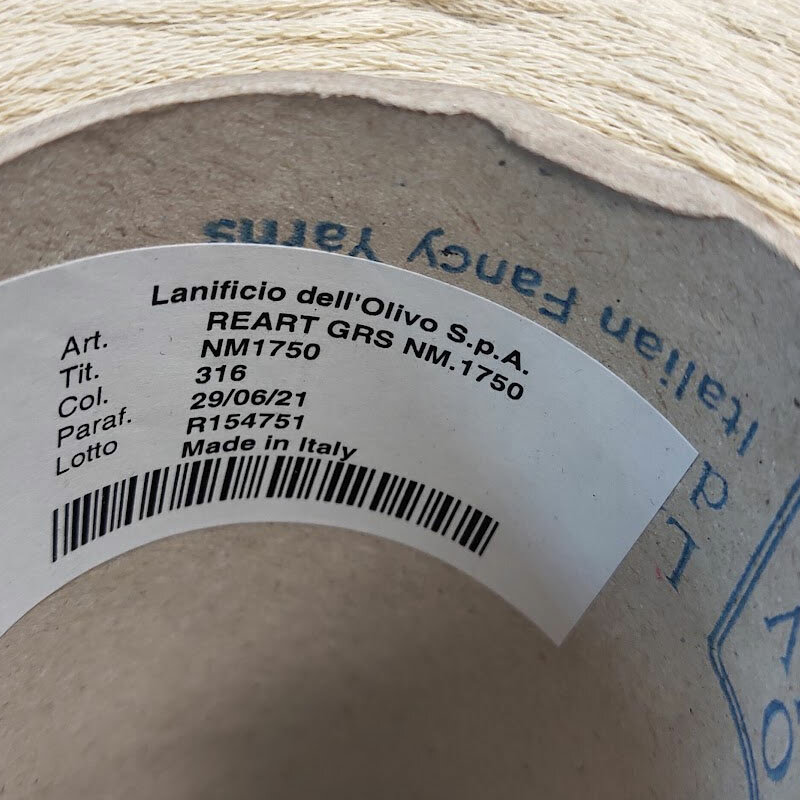 Lanificio dell'Olivo S.p.A.
Art. REART GRS NM.1750
Tit. NM1750
Col. 316
Paraf. 29/06/21
Lotto R154751
Made in Italy
Italian Fancy Yarns